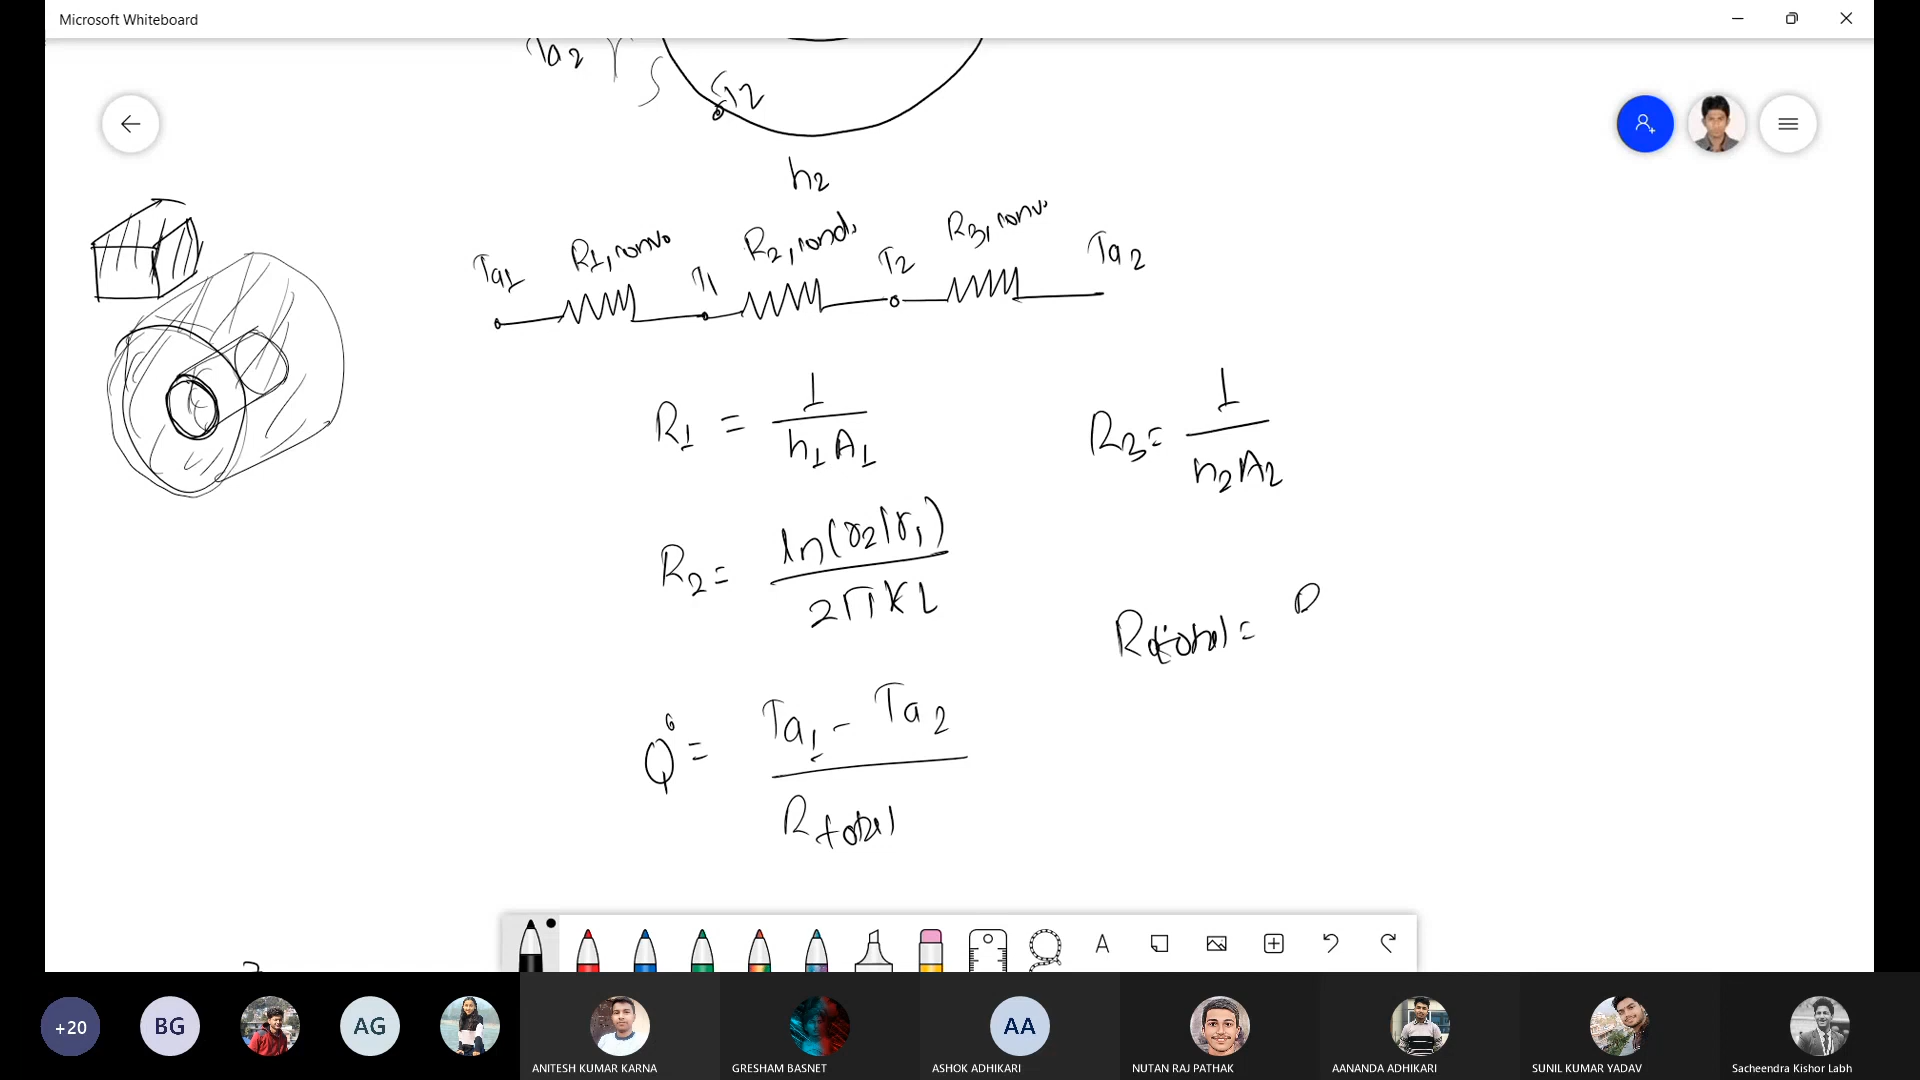 Microsoft Whiteboard
Ta2
T2
h2
Ta1 R1,conv. T1 R2,cond. T2 R3,conv. Ta2
R1 = 1/(h1A1)
R3 = 1/(h2A2)
R2 = ln(r2/r1)/(2πKL)
Rtotal =
Q̇ = (Ta1 - Ta2)/Rtotal
A
+20
BG
AG
AA
ANITESH KUMAR KARNA
GRESHAM BASNET
ASHOK ADHIKARI
NUTAN RAJ PATHAK
AANANDA ADHIKARI
SUNIL KUMAR YADAV
Sacheendra Kishor Labh